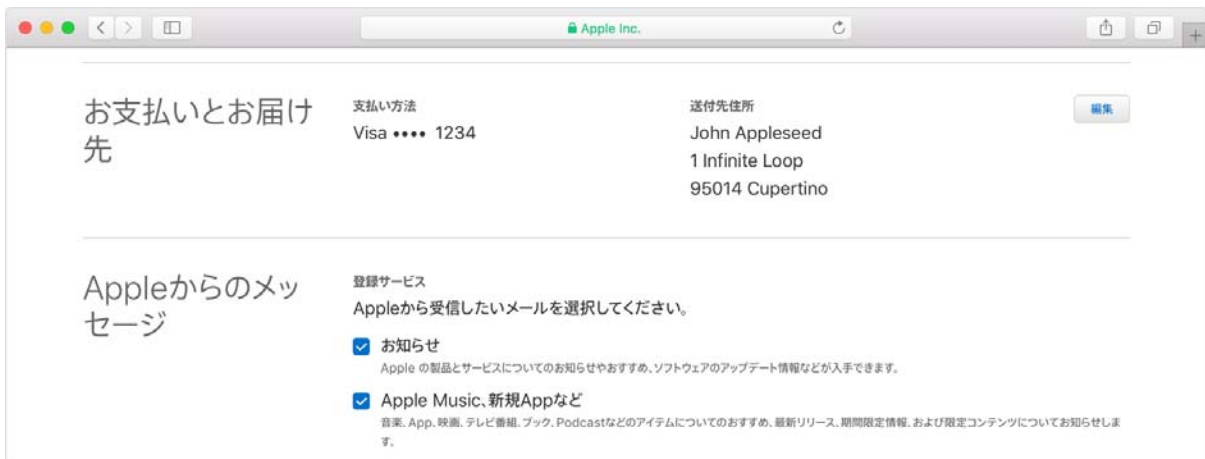 Apple Inc.
お支払いとお届け
先
支払い方法
Visa •••• 1234
送付先住所
John Appleseed
1 Infinite Loop
95014 Cupertino
編集
Appleからのメッ
セージ
登録サービス
Appleから受信したいメールを選択してください。
お知らせ
Apple の製品とサービスについてのお知らせやおすすめ、ソフトウェアのアップデート情報などが入手できます。
Apple Music、新規Appなど
音楽、App、映画、テレビ番組、ブック、Podcastなどのアイテムについてのおすすめ、最新リリース、期間限定情報、および限定コンテンツについてお知らせしま
す。